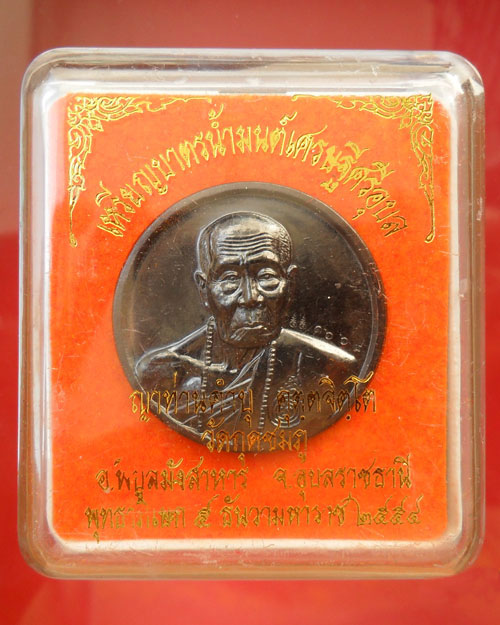 เหรียญบาตรน้ำมนต์เศรษฐีศรีอุบล
ญาท่านคำบุ คุตฺตจิตฺโต
วัดกุดชมภู
อ.พิบูลมังสาหาร จ.อุบลราชธานี
พุทธาภิเษก ๕ ธันวามหาราช ๒๕๕๔